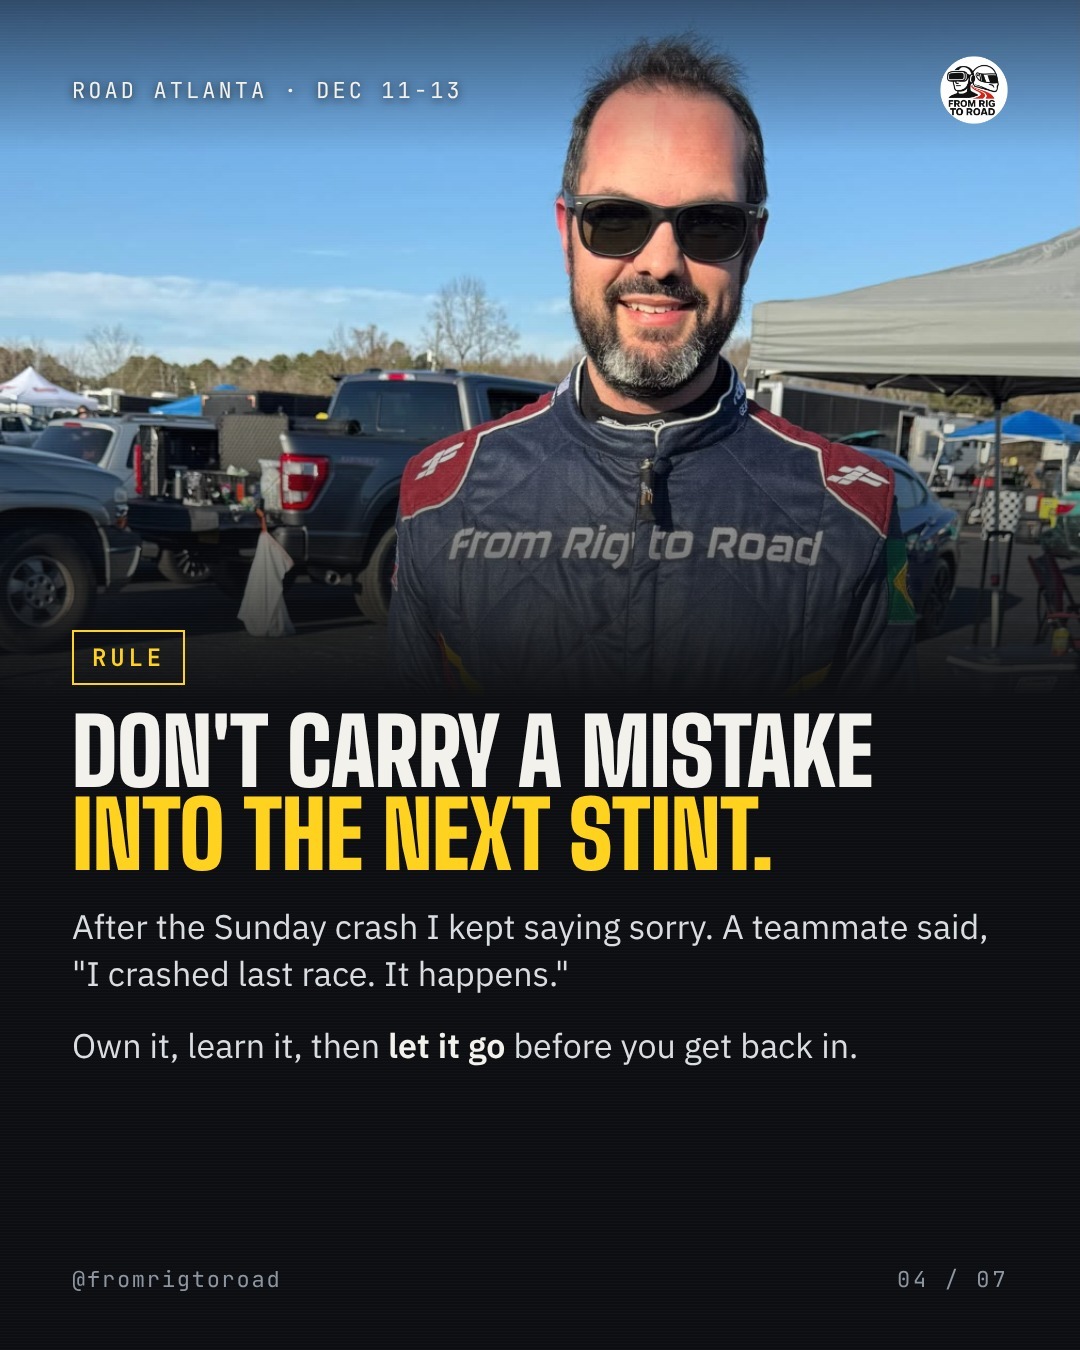 ROAD ATLANTA · DEC 11-13
FROM RIG
TO ROAD
From Rig to Road
RULE
DON'T CARRY A MISTAKE
INTO THE NEXT STINT.
After the Sunday crash I kept saying sorry. A teammate said,
"I crashed last race. It happens."
Own it, learn it, then let it go before you get back in.
@fromrigtoroad
04 / 07